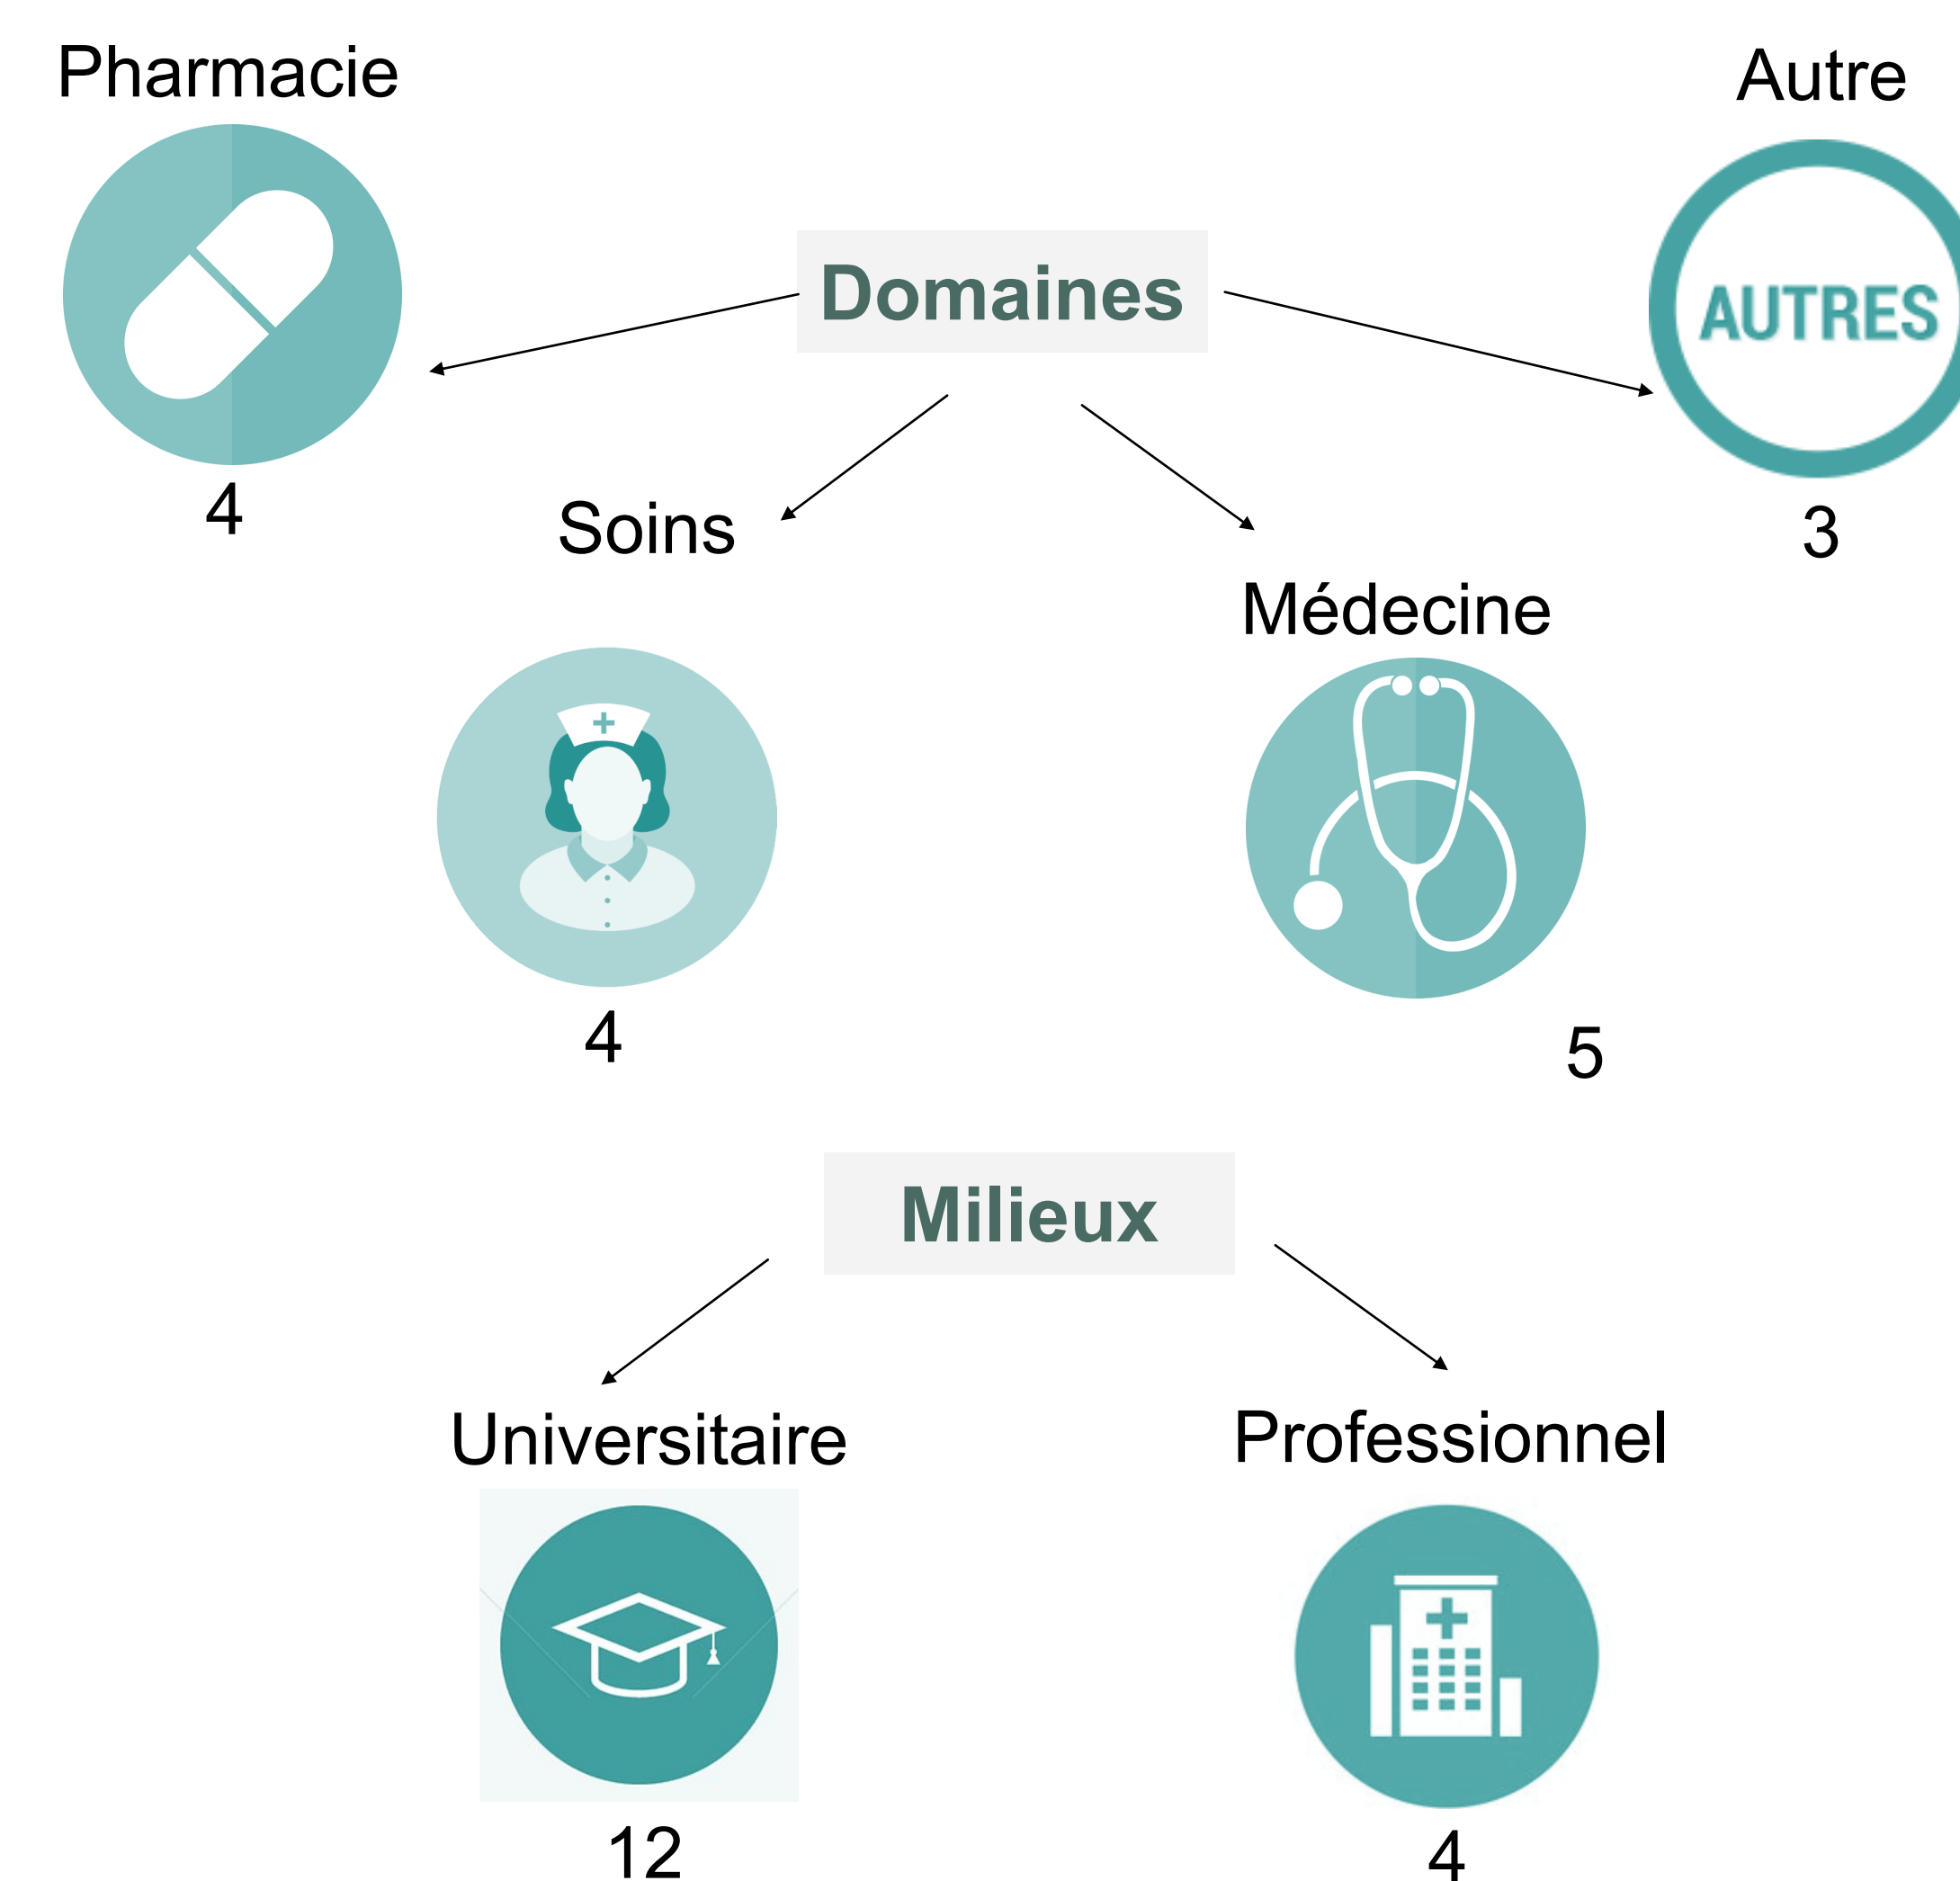 Pharmacie
Autre
Domaines
AUTRES
4
3
Soins
Médecine
4
5
Milieux
Universitaire
Professionnel
12
4